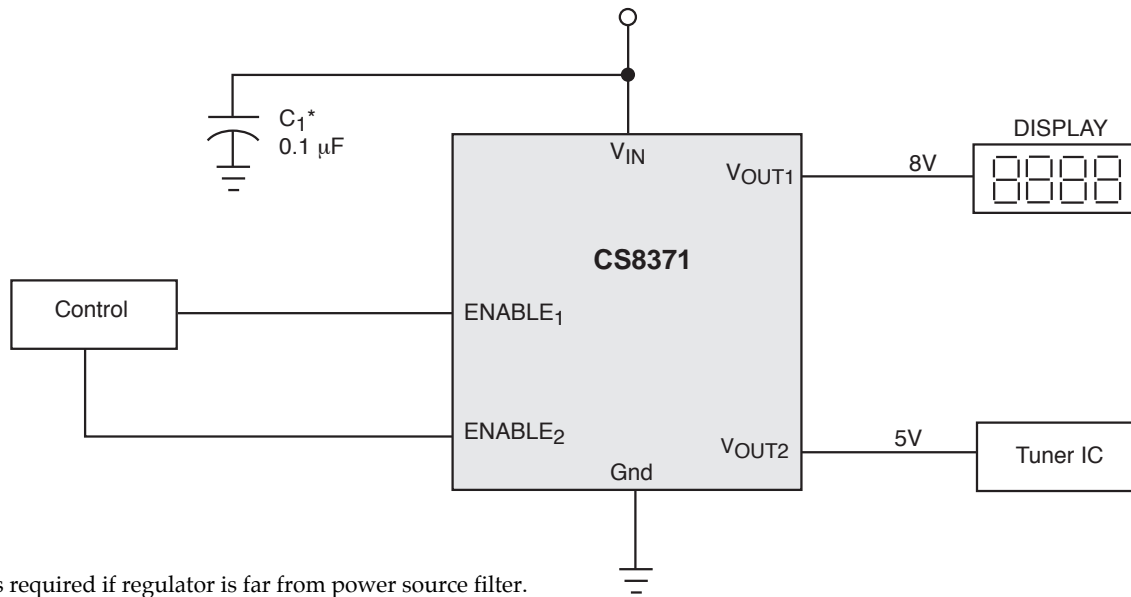 C1*
0.1 µF
VIN
VOUT1
8V
DISPLAY
CS8371
Control
ENABLE1
ENABLE2
VOUT2
5V
Tuner IC
Gnd
s required if regulator is far from power source filter.